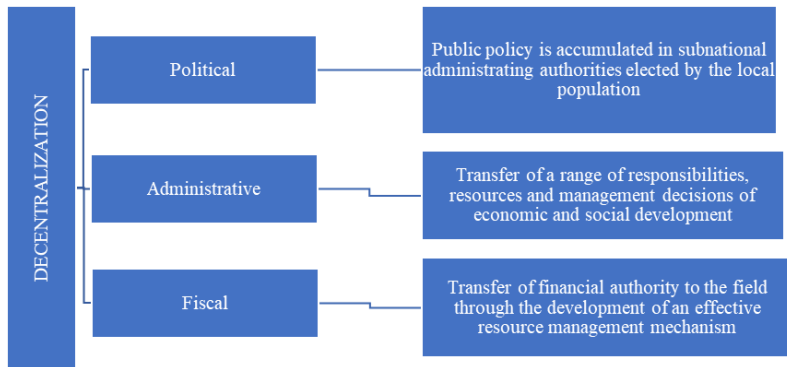 DECENTRALIZATION
Political
Public policy is accumulated in subnational
administrating authorities elected by the local
population
Administrative
Transfer of a range of responsibilities,
resources and management decisions of
economic and social development
Fiscal
Transfer of financial authority to the field
through the development of an effective
resource management mechanism